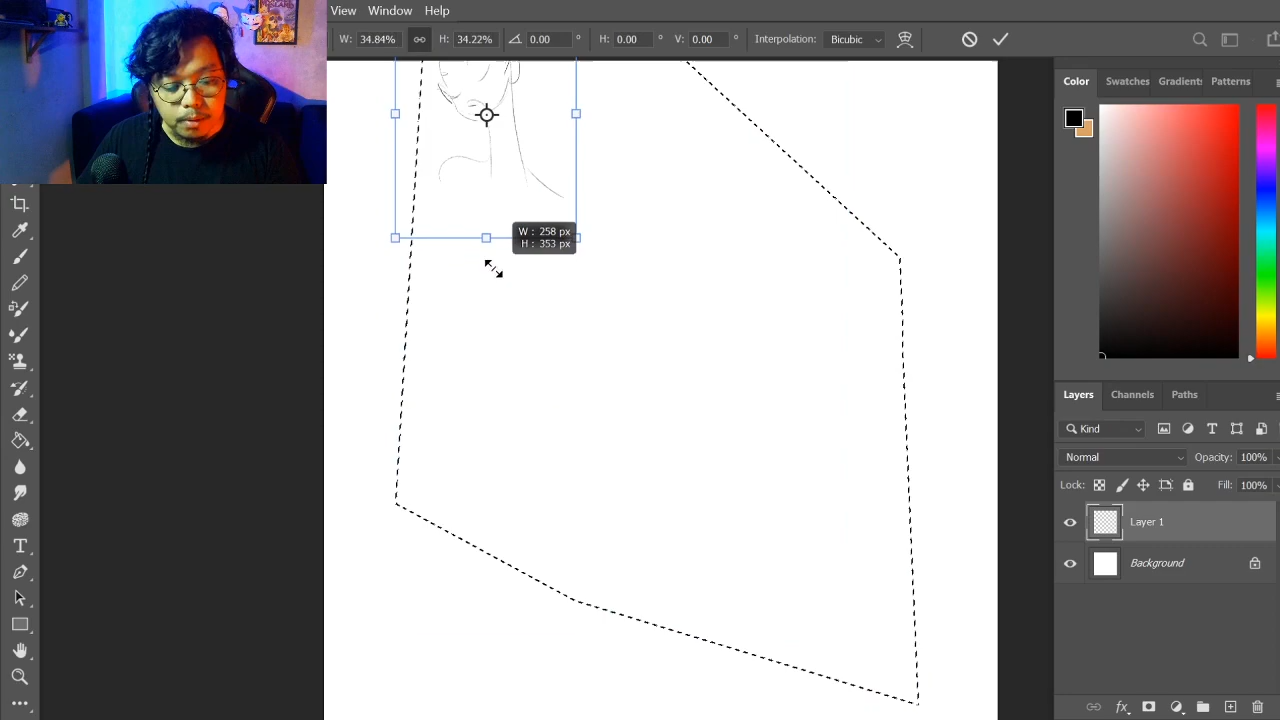 View Window Help
W: 34.84% H: 34.22% 0.00 ° H: 0.00 ° V: 0.00 ° Interpolation: Bicubic
Color Swatches Gradients Patterns
W : 258 px
H : 353 px
Layers Channels Paths
Kind
Normal Opacity: 100%
Lock: Fill: 100%
Layer 1
Background
fx